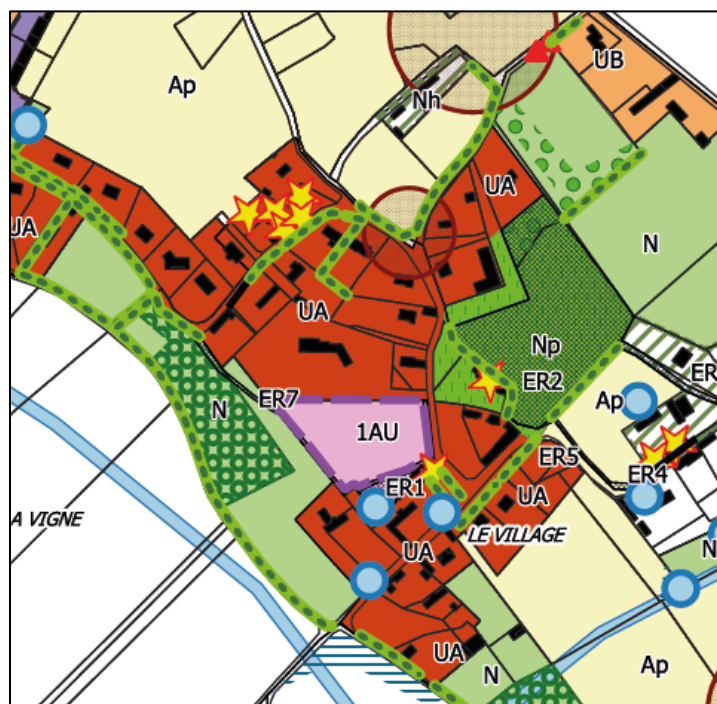 UB
Ap
Nh
UA
UA
N
UA
Np
ER2
ER
Ap
ER7
N
1AU
ER5
ER4
ER1
UA
A VIGNE
LE VILLAGE
UA
N
Ap
UA
N